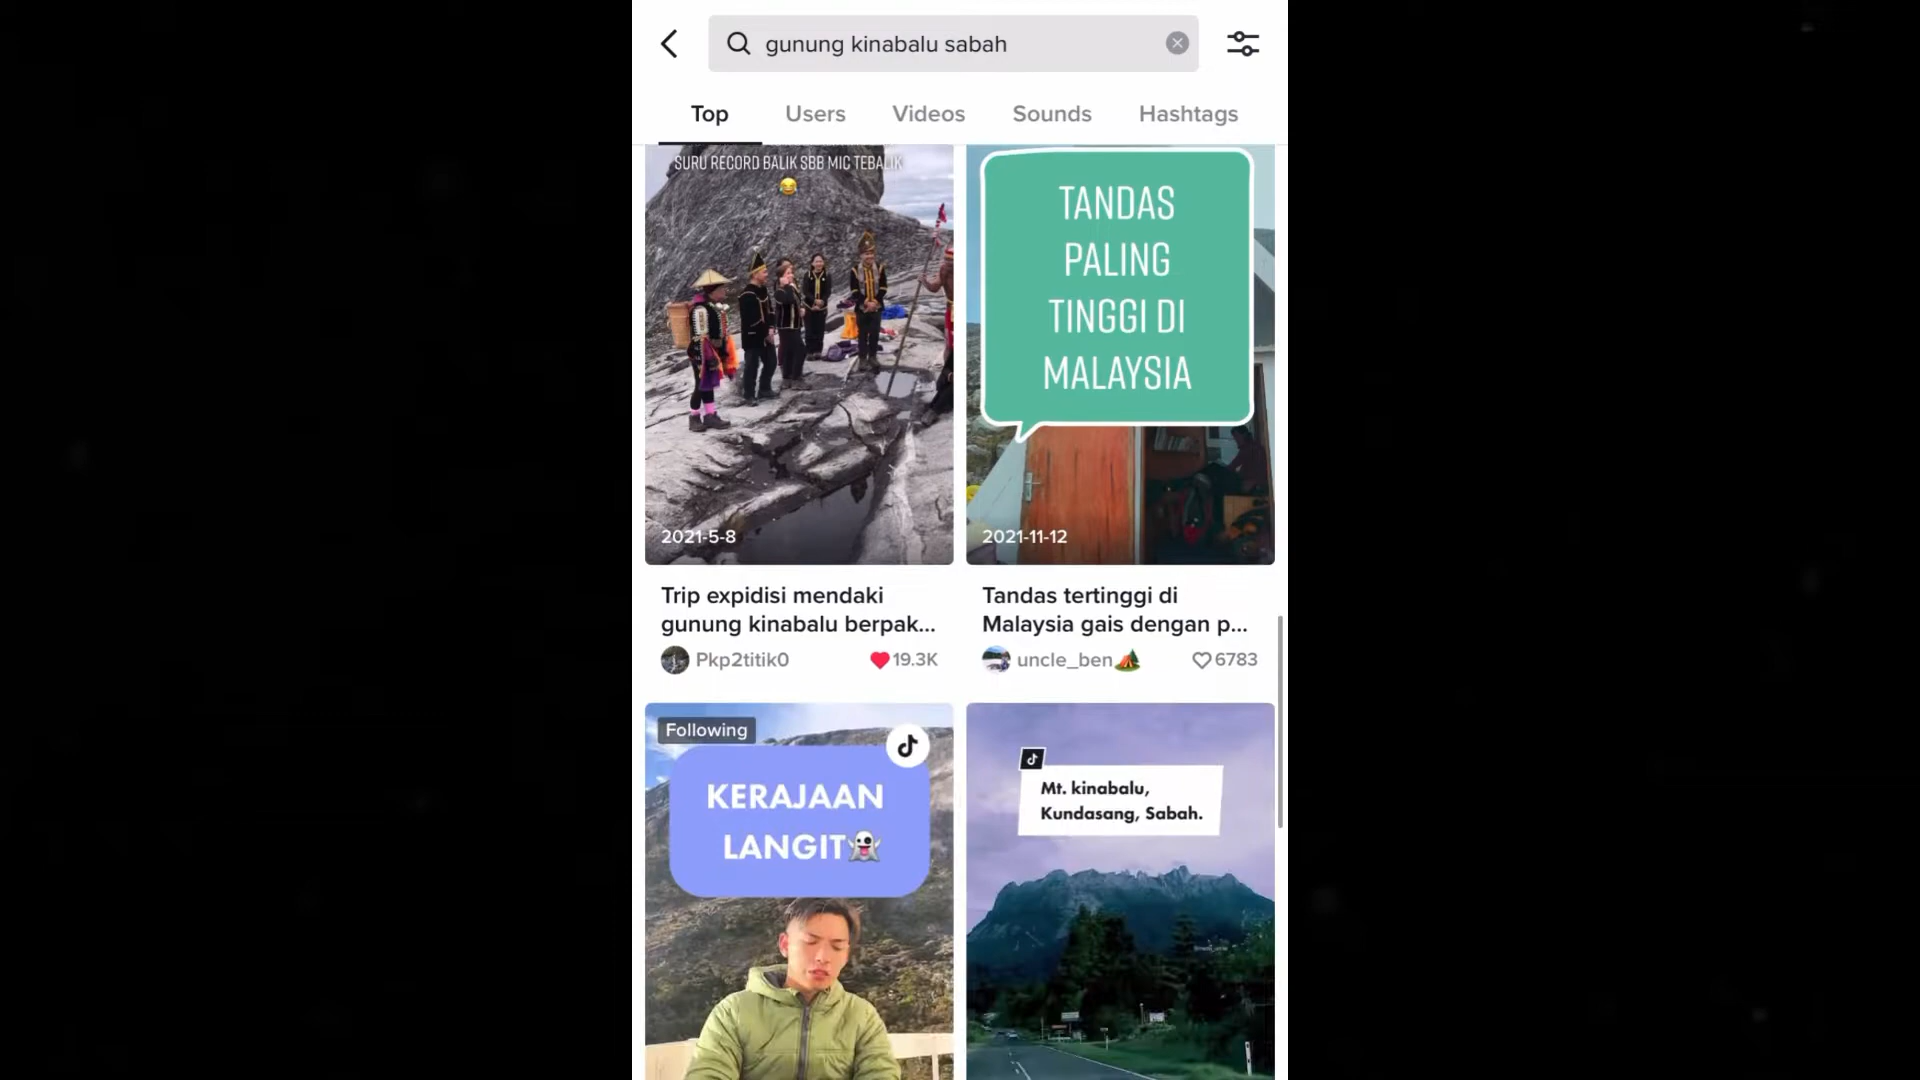 gunung kinabalu sabah
Top
Users
Videos
Sounds
Hashtags
SURU RECORD BALIK SBB MIC TEBALIK
😂
2021-5-8
Trip expidisi mendaki
gunung kinabalu berpak...
Pkp2titik0
19.3K
TANDAS
PALING
TINGGI DI
MALAYSIA
2021-11-12
Tandas tertinggi di
Malaysia gais dengan p...
uncle_ben🏕️
6783
Following
KERAJAAN
LANGIT👻
Mt. kinabalu,
Kundasang, Sabah.